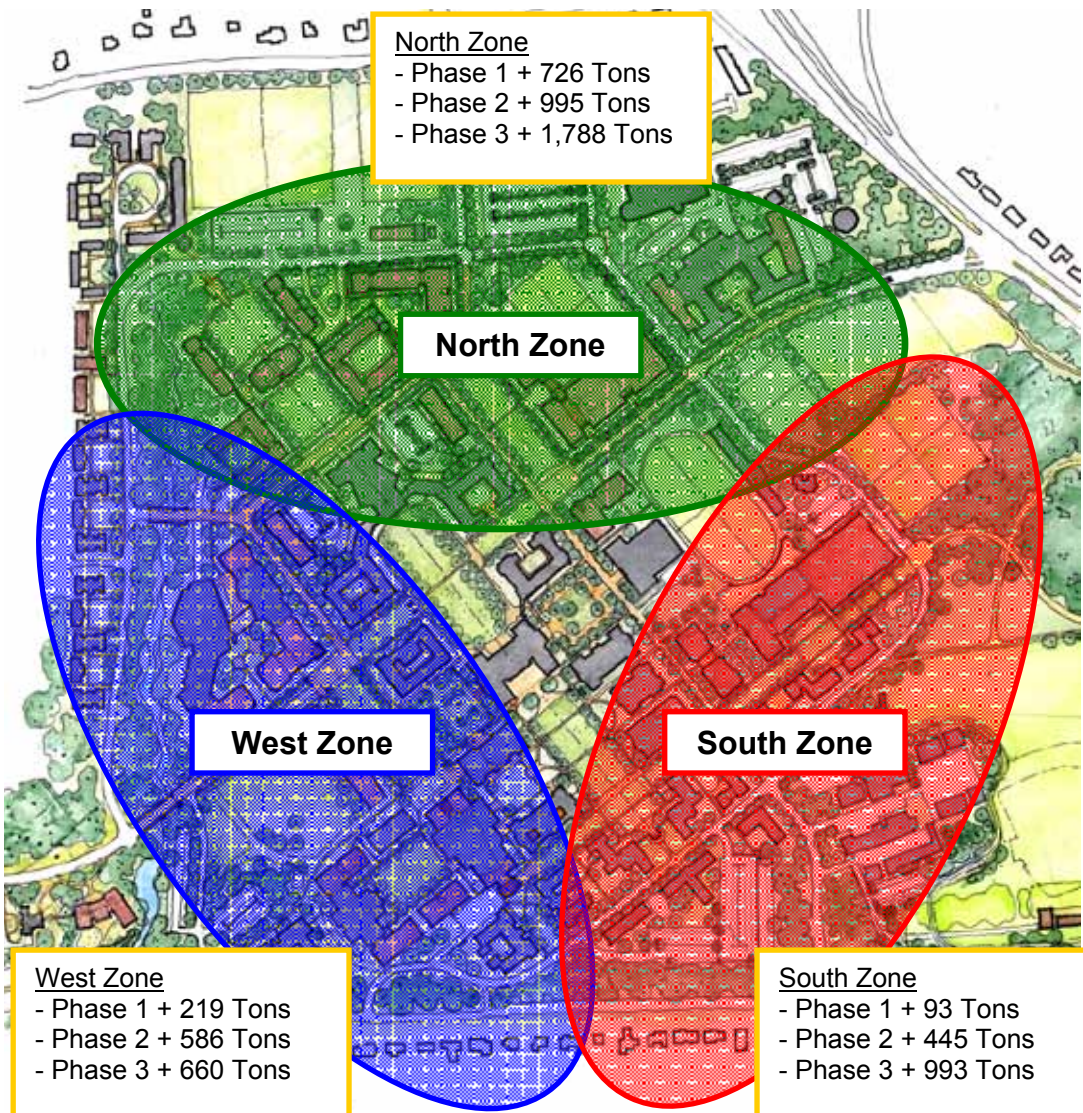 North Zone
- Phase 1 + 726 Tons
- Phase 2 + 995 Tons
- Phase 3 + 1,788 Tons
North Zone
West Zone
South Zone
West Zone
- Phase 1 + 219 Tons
- Phase 2 + 586 Tons
- Phase 3 + 660 Tons
South Zone
- Phase 1 + 93 Tons
- Phase 2 + 445 Tons
- Phase 3 + 993 Tons